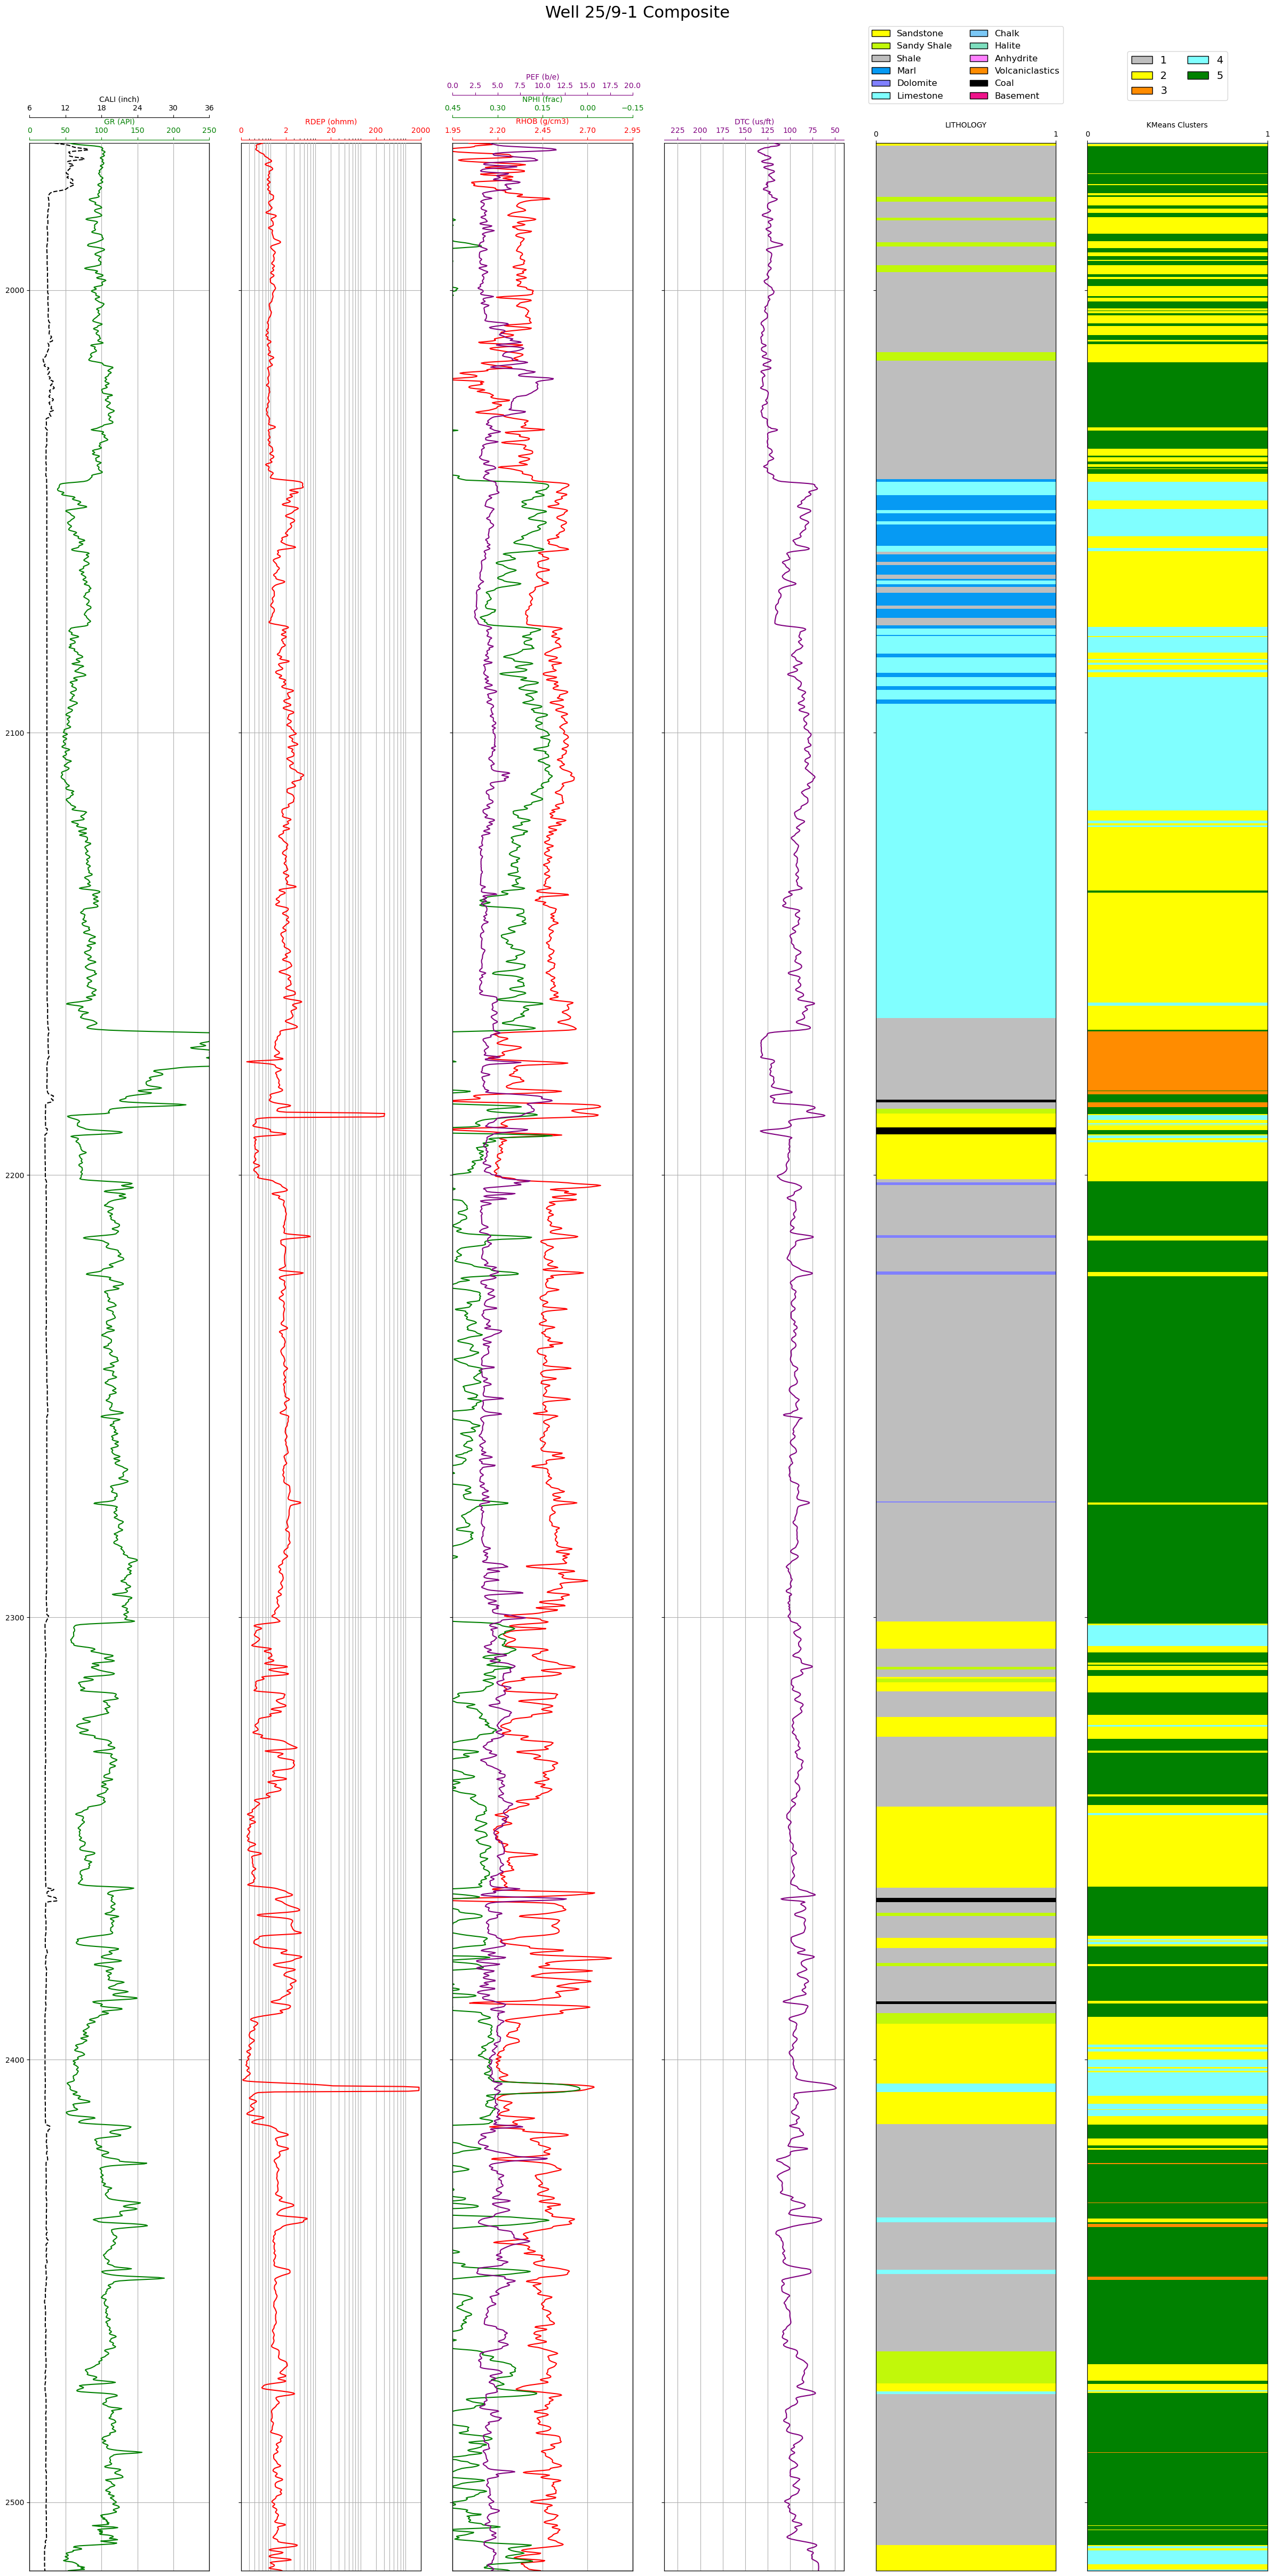 Well 25/9-1 Composite
Sandstone Chalk
Sandy Shale Halite
Shale Anhydrite
Marl Volcaniclastics
Dolomite Coal
Limestone Basement
1 4
2 5
3
PEF (b/e)
0.0 2.5 5.0 7.5 10.0 12.5 15.0 17.5 20.0
CALI (inch)
6 12 18 24 30 36
NPHI (frac)
0.45 0.30 0.15 0.00 −0.15
GR (API)
0 50 100 150 200 250
RDEP (ohmm)
0 2 20 200 2000
RHOB (g/cm3)
1.95 2.20 2.45 2.70 2.95
DTC (us/ft)
225 200 175 150 125 100 75 50
LITHOLOGY
0 1
KMeans Clusters
0 1
2000
2100
2200
2300
2400
2500